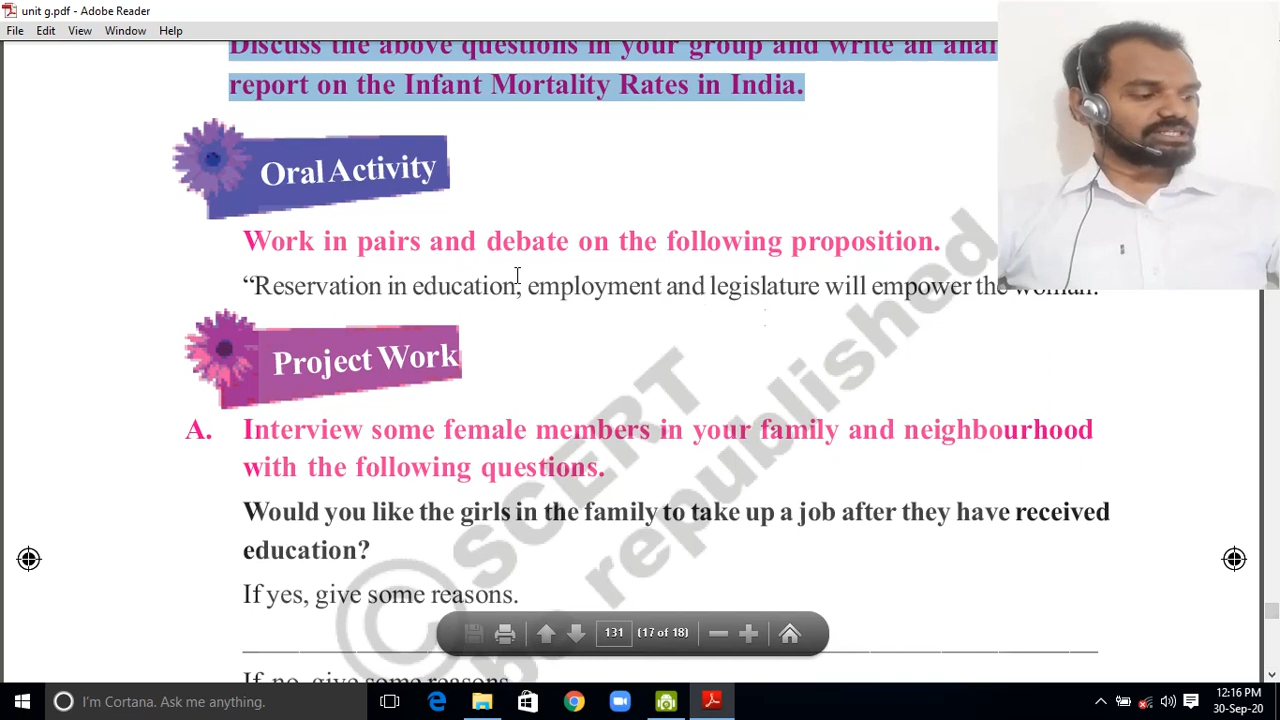 unit g.pdf - Adobe Reader
File Edit View Window Help
Discuss the above questions in your group and write an
report on the Infant Mortality Rates in India.
Oral Activity
Work in pairs and debate on the following proposition.
“Reservation in education, employment and legislature will empower the woman.
Project Work
A. Interview some female members in your family and neighbourhood
with the following questions.
Would you like the girls in the family to take up a job after they have received
education?
If yes, give some reasons.
131 (17 of 18)
If no, give some reasons.
© SCERT
be republished
I'm Cortana. Ask me anything.
12:16 PM
30-Sep-20